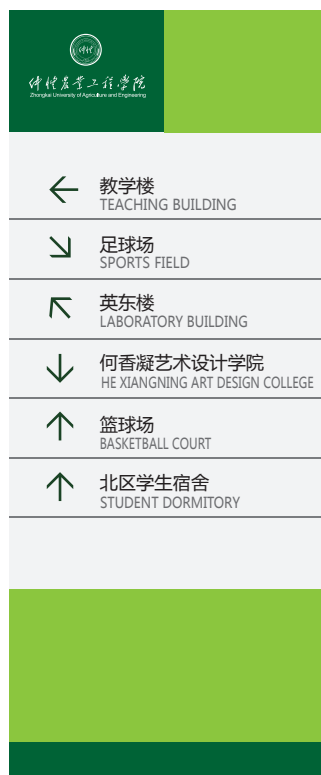 仲恺农业工程学院
Zhongkai University of Agriculture and Engineering
教学楼
TEACHING BUILDING
足球场
SPORTS FIELD
英东楼
LABORATORY BUILDING
何香凝艺术设计学院
HE XIANGNING ART DESIGN COLLEGE
篮球场
BASKETBALL COURT
北区学生宿舍
STUDENT DORMITORY